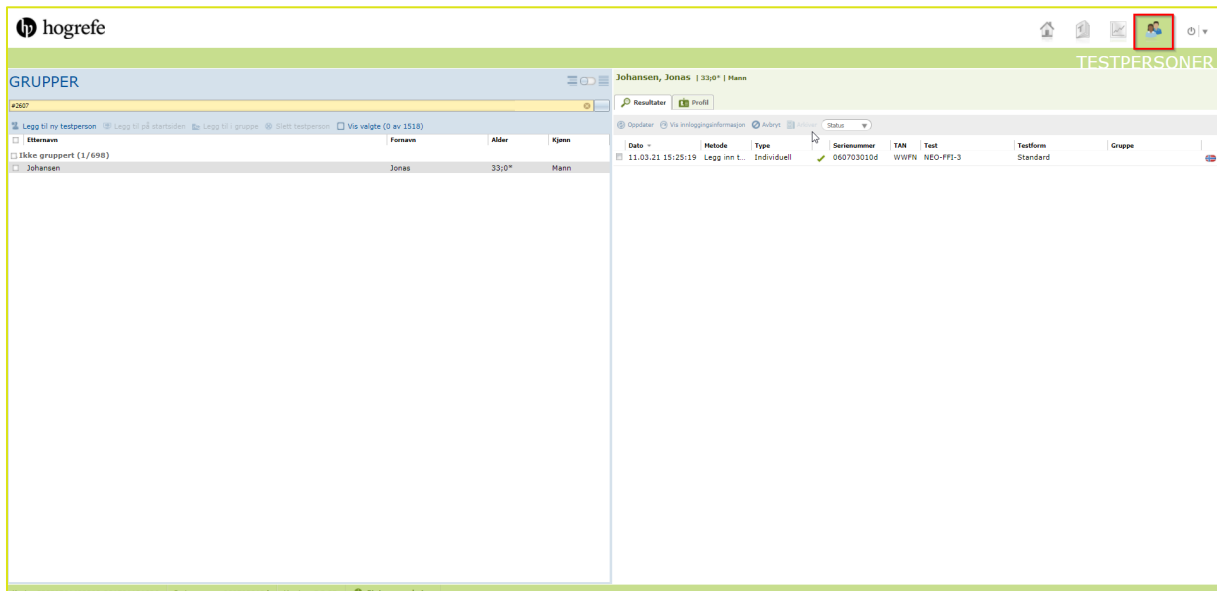 hogrefe
TESTPERSONER
GRUPPER
#2607
Legg til ny testperson Legg til på startsiden Legg til i gruppe Slett testperson Vis valgte (0 av 1518)
Etternavn Fornavn Alder Kjønn
Ikke gruppert (1/698)
Johansen Jonas 33;0* Mann
Johansen, Jonas | 33;0* | Mann
Resultater Profil
Oppdater Vis innloggingsinformasjon Avbryt Status
Dato Metode Type Serienummer TAN Test Testform Gruppe
11.03.21 15:25:19 Legg inn t... Individuell 060703010d WWFN NEO-FFI-3 Standard